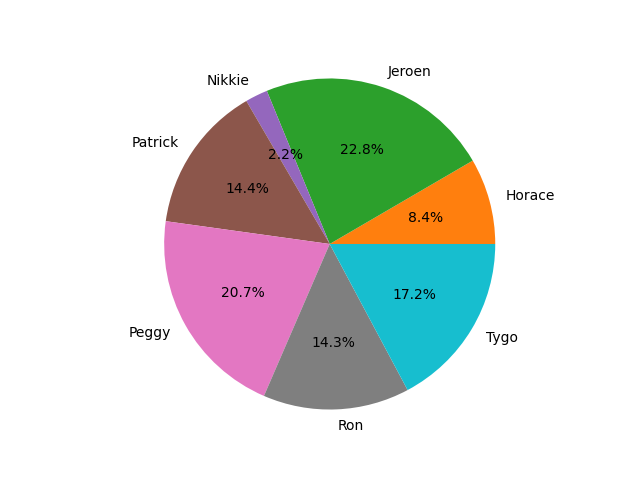 Jeroen
Nikkie
Patrick
22.8%
2.2%
14.4%
Horace
8.4%
20.7%
17.2%
Peggy
14.3%
Tygo
Ron